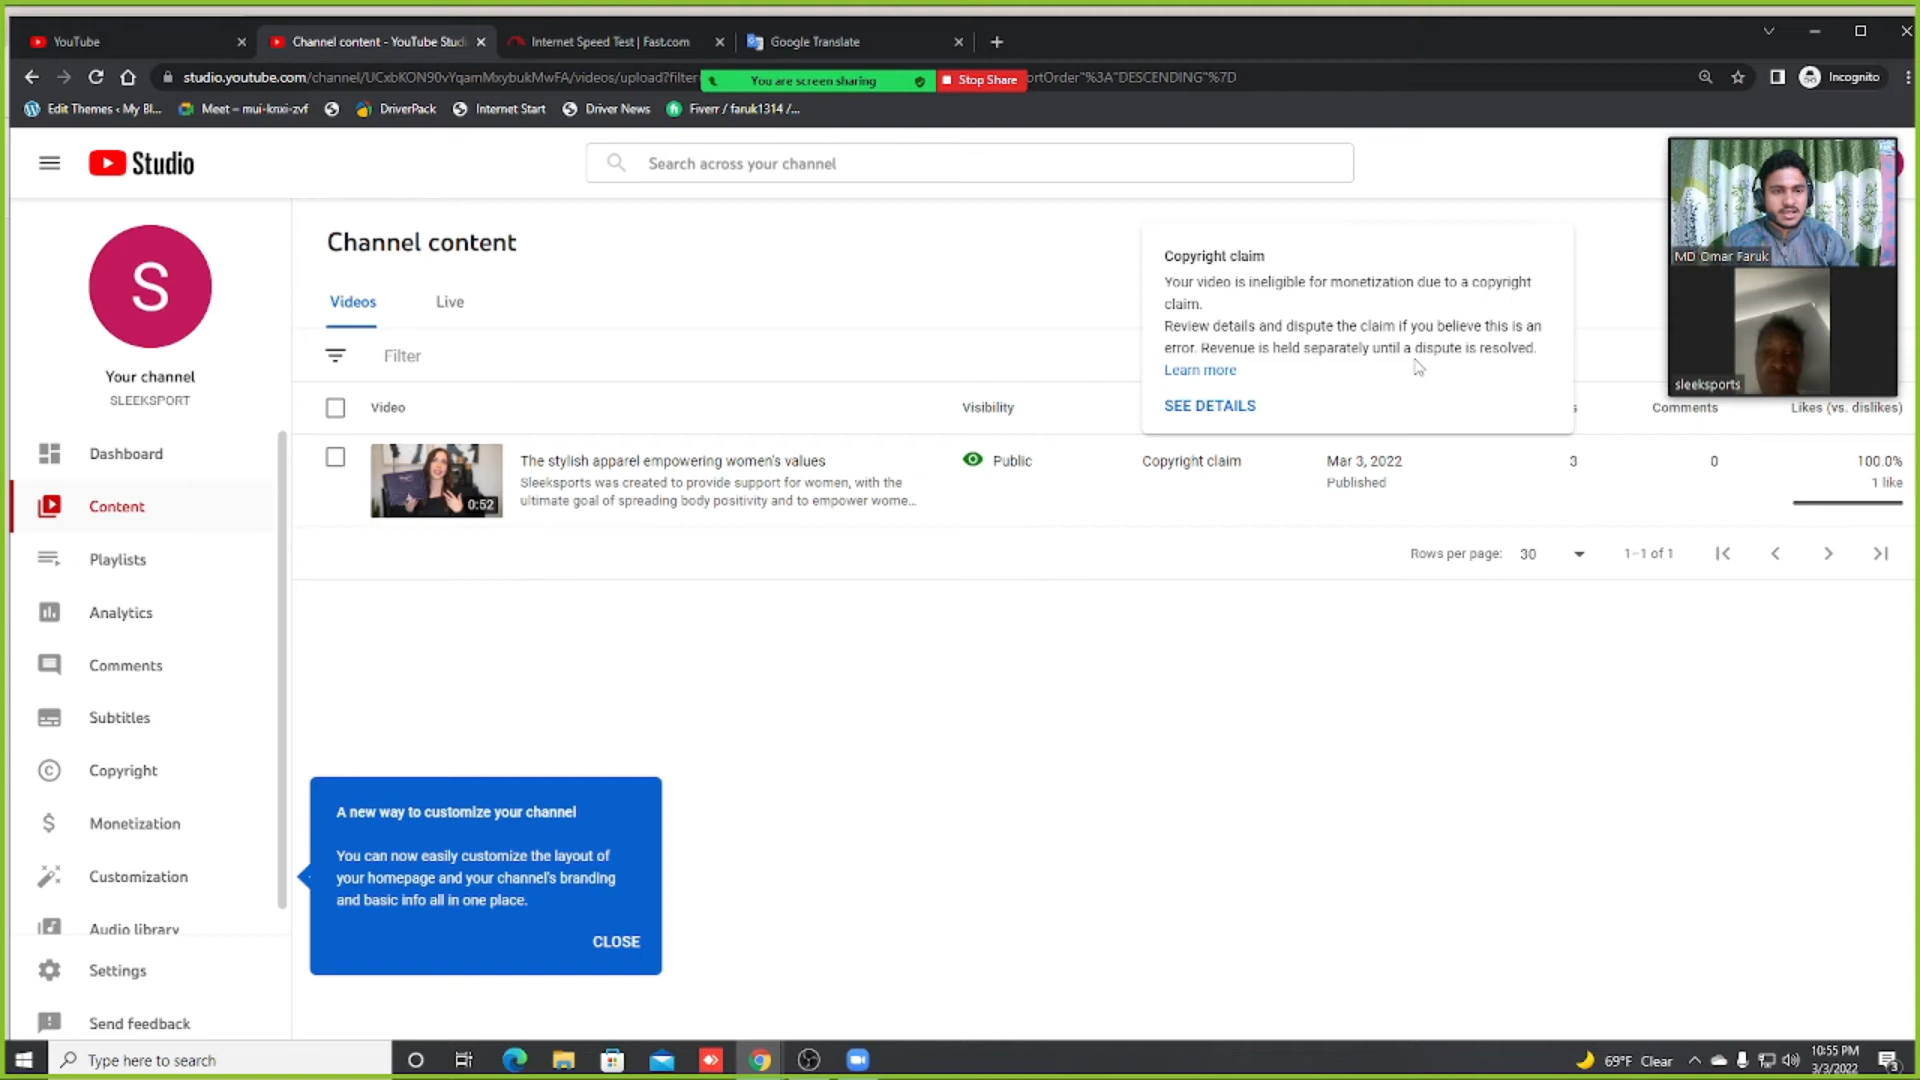 YouTube
Channel content - YouTube Studi
Internet Speed Test | Fast.com
Google Translate
studio.youtube.com/channel/UCxbKON90vYqamMxybukMwFA/videos/upload?filter
You are screen sharing
Stop Share
ortOrder"%3A"DESCENDING"%7D
Incognito
Edit Themes ‹ My Bl...
Meet – mui-knxi-zvf
DriverPack
Internet Start
Driver News
Fiverr / faruk1314 /...
Studio
Search across your channel
MD Omar Faruk
sleeksports
S
Your channel
SLEEKSPORT
Dashboard
Content
Playlists
Analytics
Comments
Subtitles
Copyright
Monetization
Customization
Audio library
Settings
Send feedback
Channel content
Videos
Live
Filter
Copyright claim
Your video is ineligible for monetization due to a copyright
claim.
Review details and dispute the claim if you believe this is an
error. Revenue is held separately until a dispute is resolved.
Learn more
SEE DETAILS
Video
Visibility
s
Comments
Likes (vs. dislikes)
0:52
The stylish apparel empowering women's values
Sleeksports was created to provide support for women, with the
ultimate goal of spreading body positivity and to empower wome...
Public
Copyright claim
Mar 3, 2022
Published
3
0
100.0%
1 like
Rows per page:
30
1–1 of 1
A new way to customize your channel
You can now easily customize the layout of
your homepage and your channel's branding
and basic info all in one place.
CLOSE
Type here to search
69°F Clear
10:55 PM
3/3/2022
3